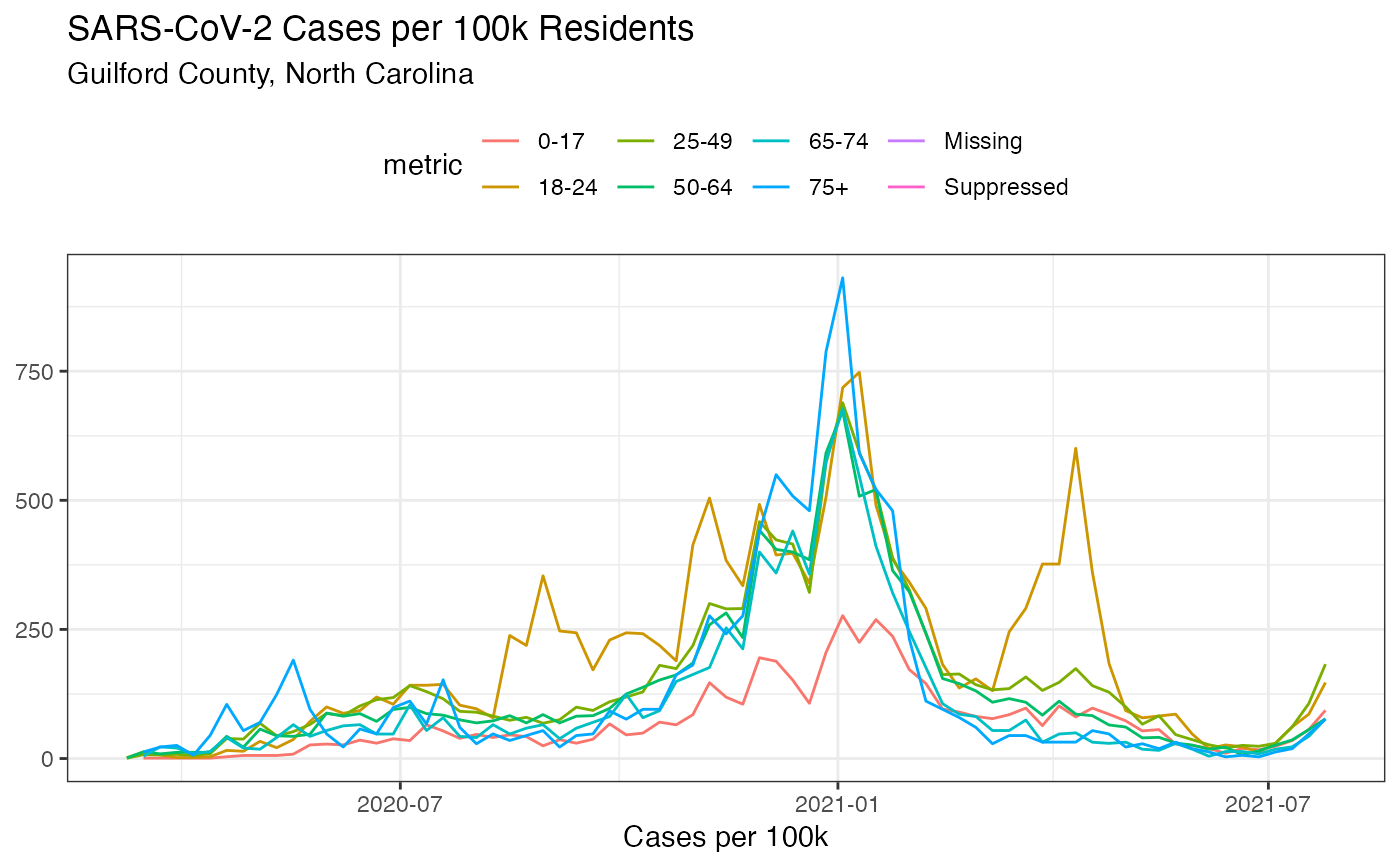 SARS-CoV-2 Cases per 100k Residents
Guilford County, North Carolina
metric
0-17 25-49 65-74 Missing
18-24 50-64 75+ Suppressed
750
500
250
0
2020-07 2021-01 2021-07
Cases per 100k